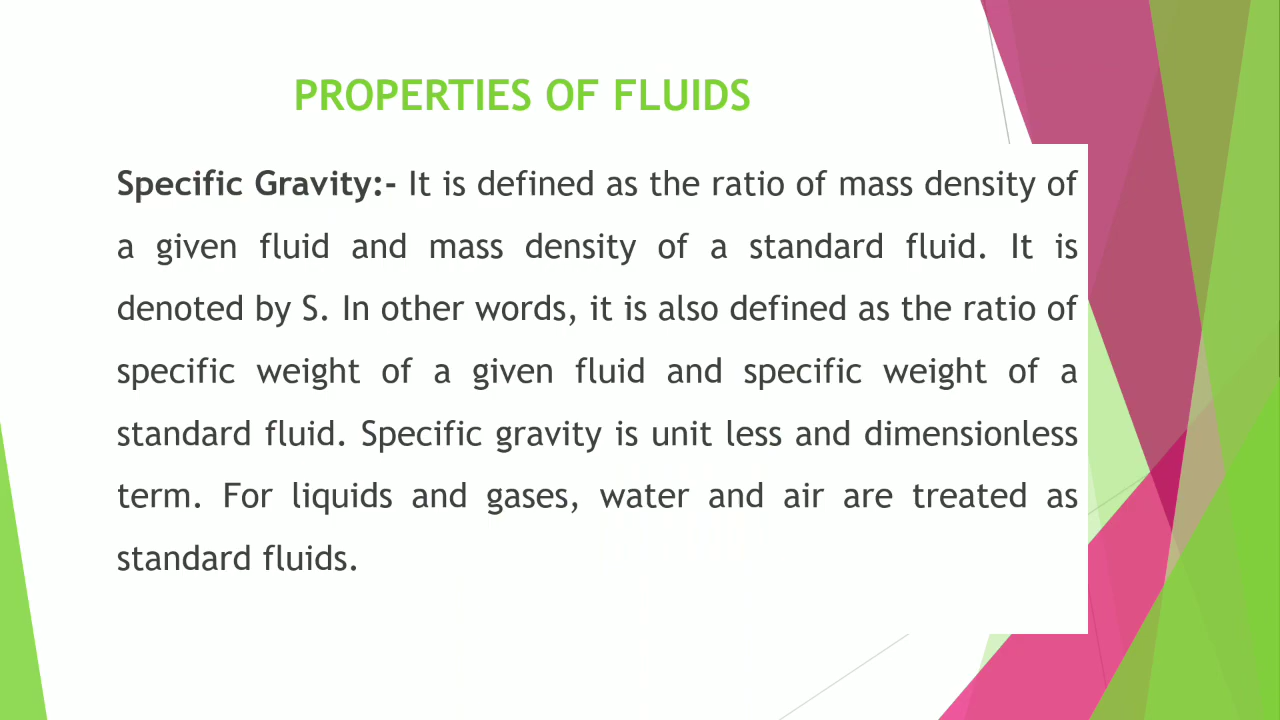 PROPERTIES OF FLUIDS
Specific Gravity:- It is defined as the ratio of mass density of
a given fluid and mass density of a standard fluid. It is
denoted by S. In other words, it is also defined as the ratio of
specific weight of a given fluid and specific weight of a
standard fluid. Specific gravity is unit less and dimensionless
term. For liquids and gases, water and air are treated as
standard fluids.